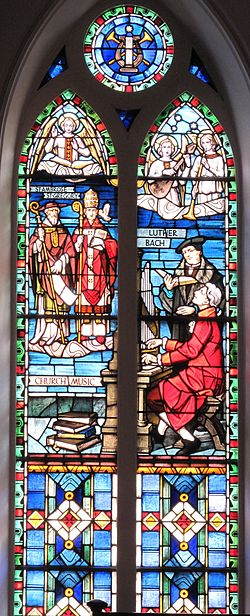 ST AMBROSE
ST GREGORY
LUTHER
BACH
CHURCH MUSIC